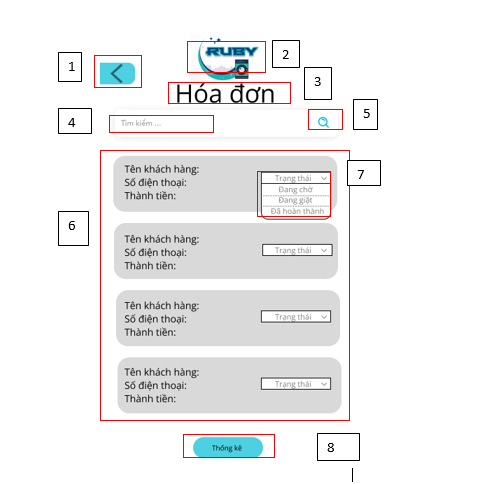 1
RUBY
2
Hóa đơn
3
4
Tìm kiếm ...
5
6
Tên khách hàng:
Số điện thoại:
Thành tiền:
Trạng thái
Đang chờ
Đang giặt
Đã hoàn thành
7
Tên khách hàng:
Số điện thoại:
Thành tiền:
Trạng thái
Tên khách hàng:
Số điện thoại:
Thành tiền:
Trạng thái
Tên khách hàng:
Số điện thoại:
Thành tiền:
Trạng thái
Thống kê
8